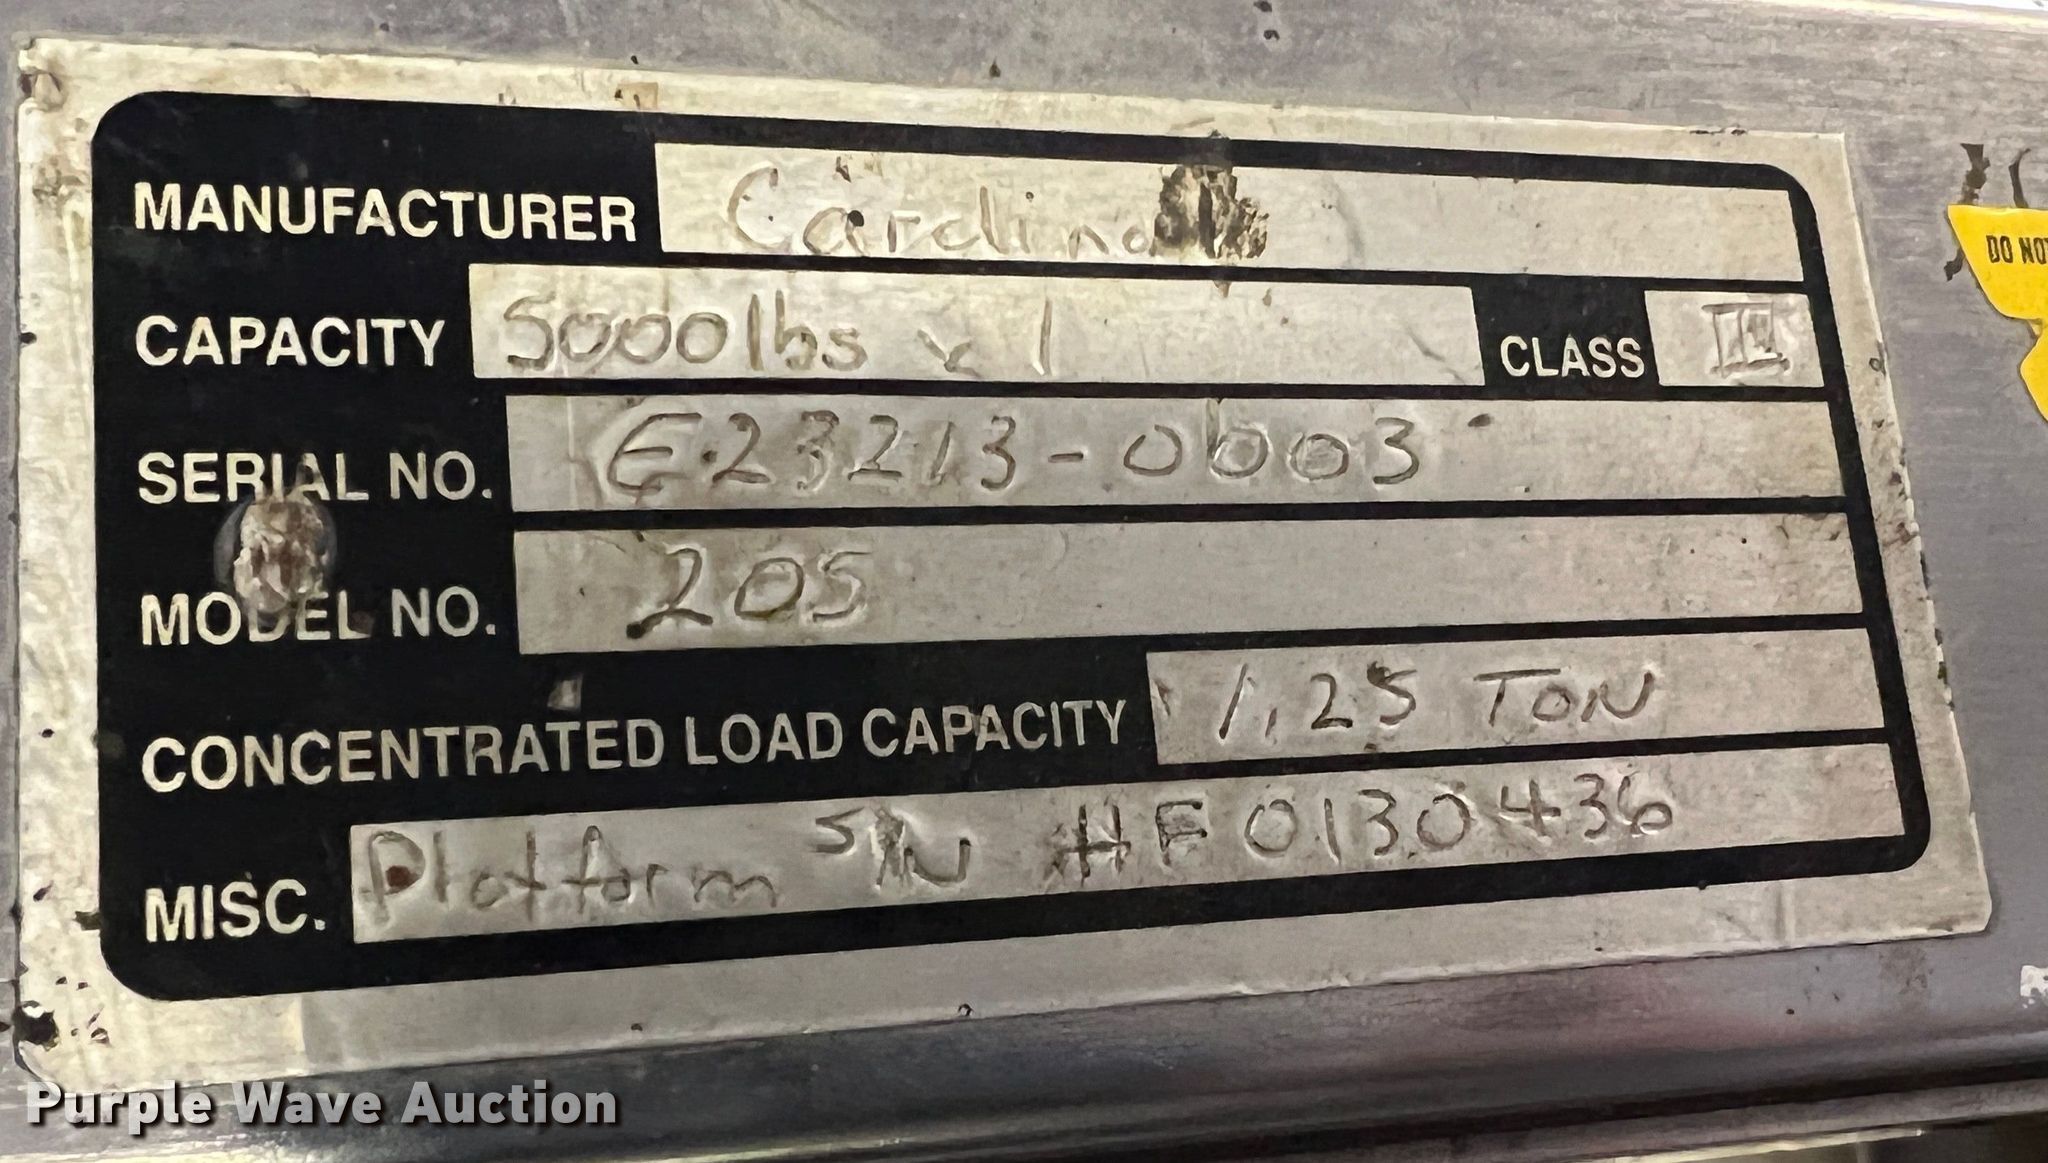 MANUFACTURER Cardinal
CAPACITY 5000lbs x 1 CLASS III
SERIAL NO. E23213-0003
MODEL NO. 205
CONCENTRATED LOAD CAPACITY 1.25 TON
MISC. Platform S/N #F0130436
DO NOT
Purple Wave Auction